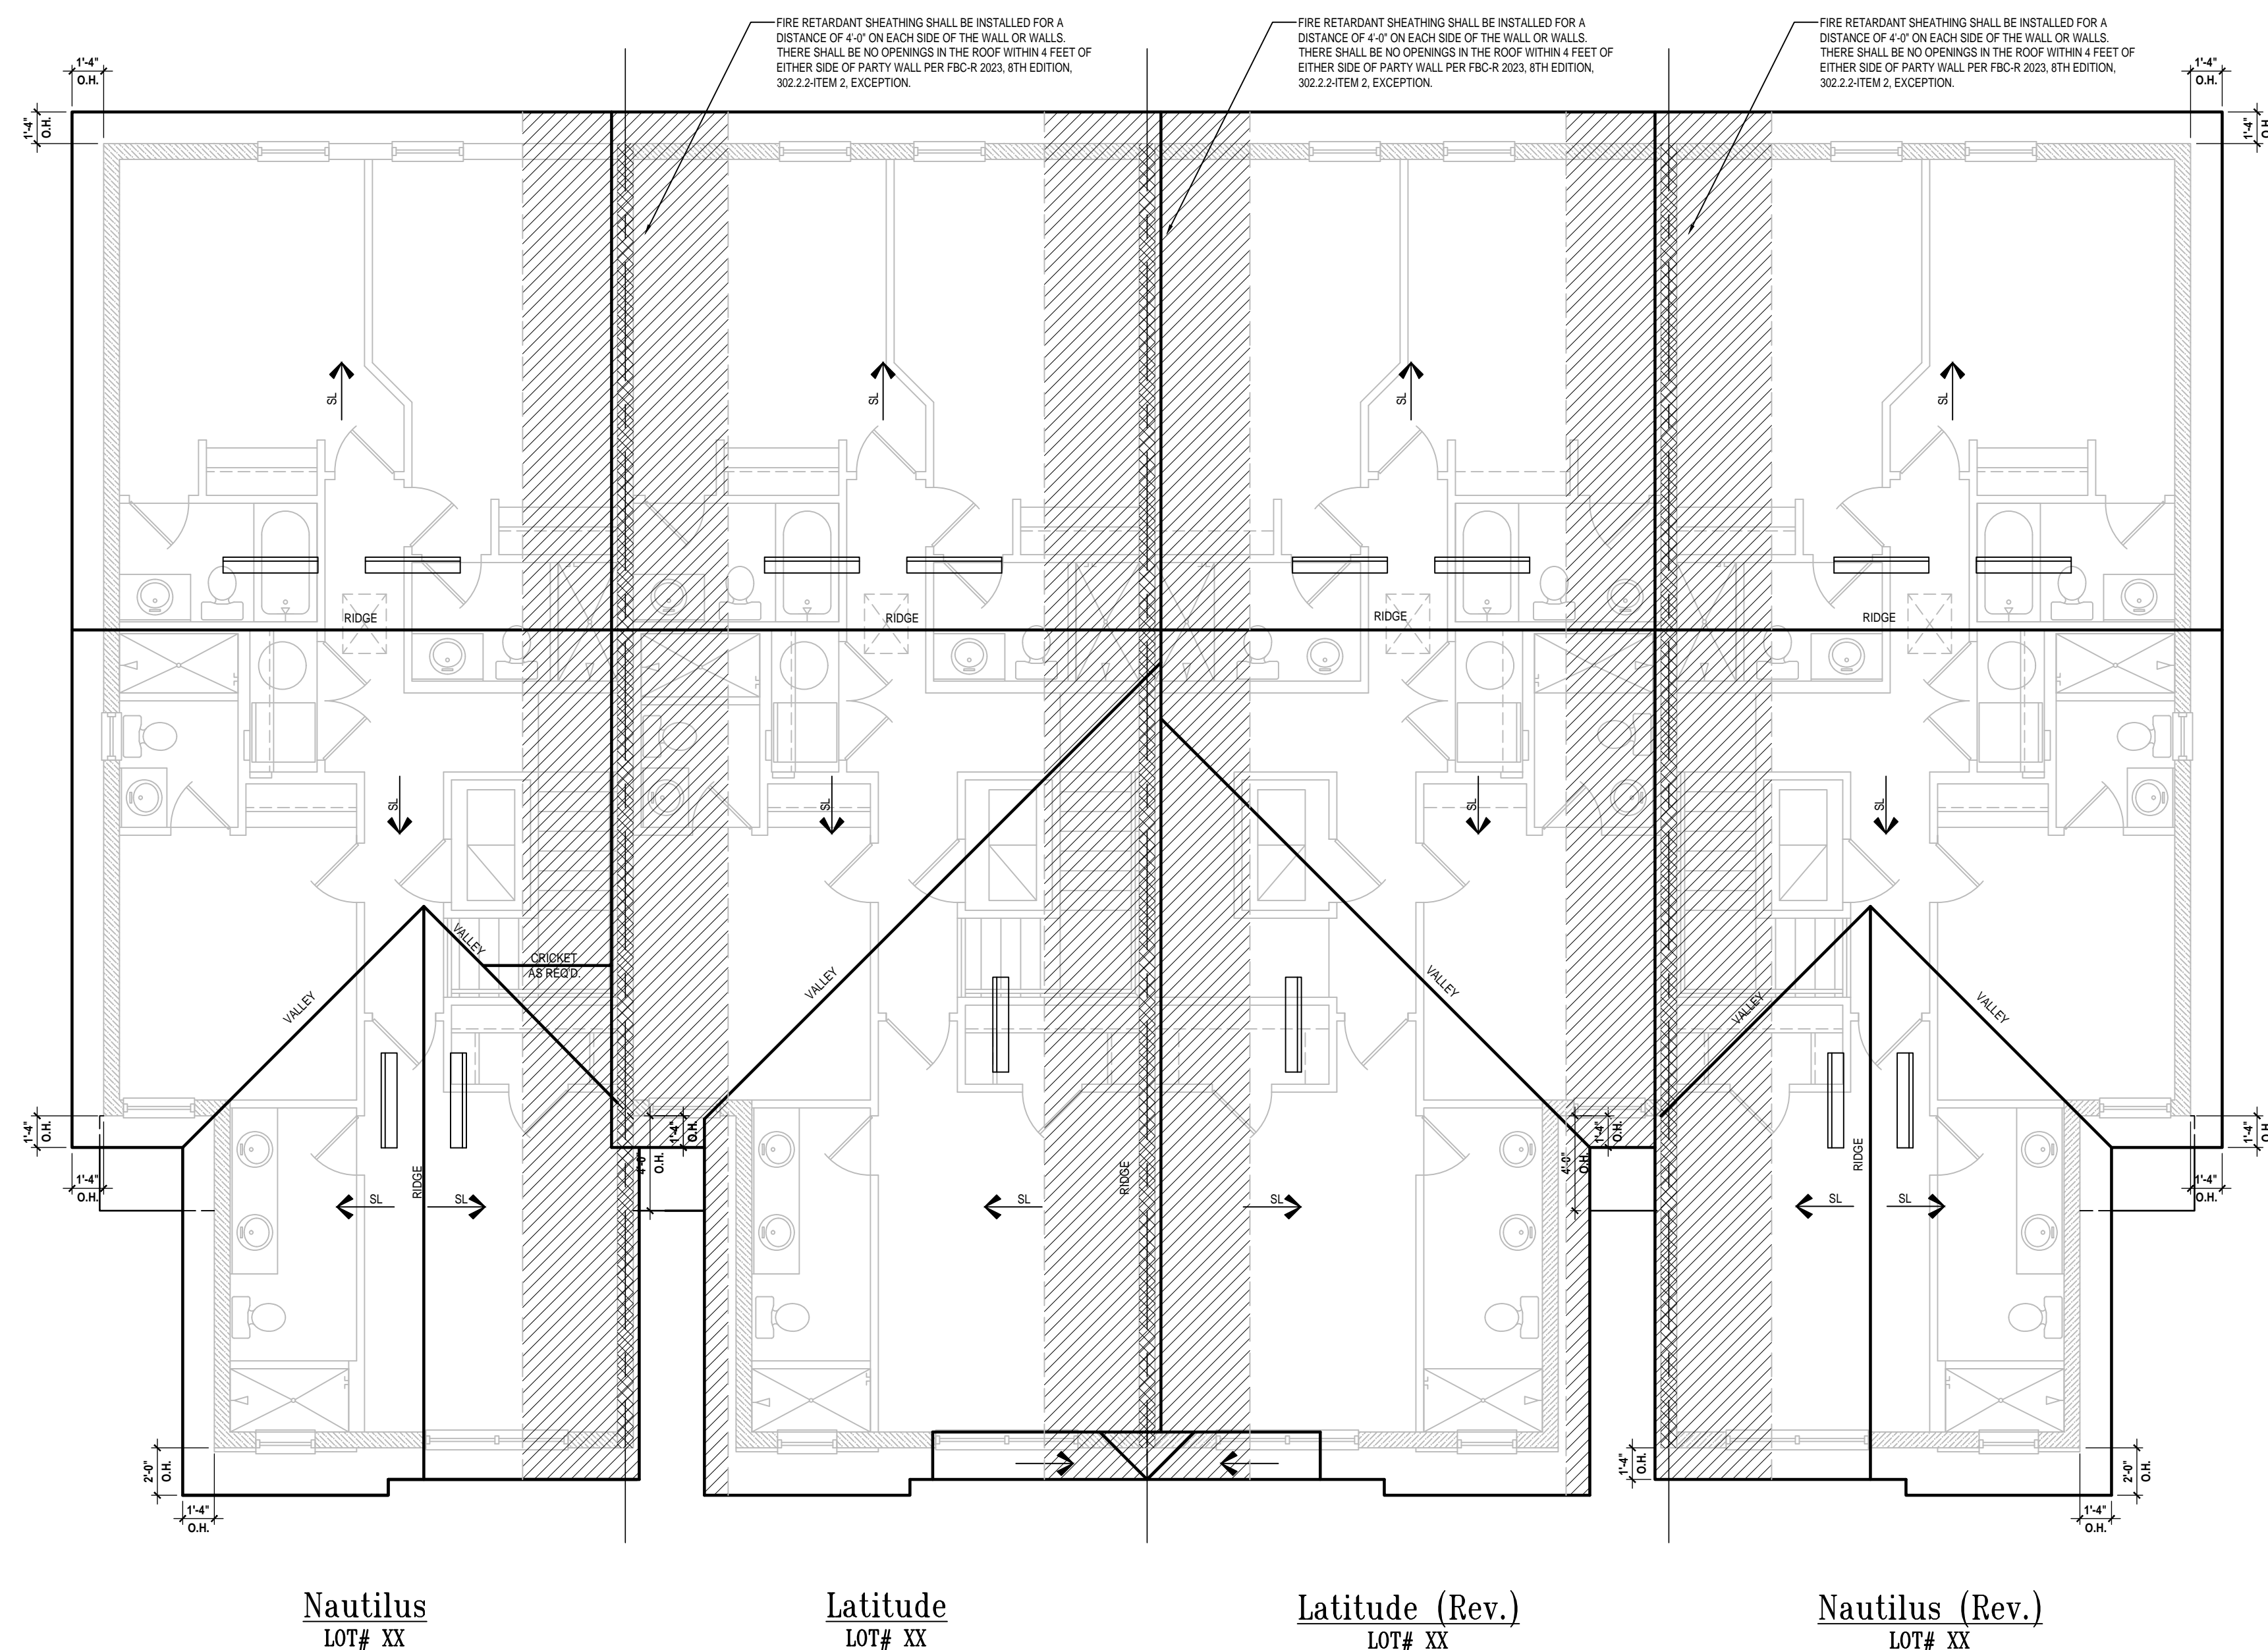 FIRE RETARDANT SHEATHING SHALL BE INSTALLED FOR A
DISTANCE OF 4'-0" ON EACH SIDE OF THE WALL OR WALLS.
THERE SHALL BE NO OPENINGS IN THE ROOF WITHIN 4 FEET OF
EITHER SIDE OF PARTY WALL PER FBC-R 2023, 8TH EDITION,
302.2.2-ITEM 2, EXCEPTION.
FIRE RETARDANT SHEATHING SHALL BE INSTALLED FOR A
DISTANCE OF 4'-0" ON EACH SIDE OF THE WALL OR WALLS.
THERE SHALL BE NO OPENINGS IN THE ROOF WITHIN 4 FEET OF
EITHER SIDE OF PARTY WALL PER FBC-R 2023, 8TH EDITION,
302.2.2-ITEM 2, EXCEPTION.
FIRE RETARDANT SHEATHING SHALL BE INSTALLED FOR A
DISTANCE OF 4'-0" ON EACH SIDE OF THE WALL OR WALLS.
THERE SHALL BE NO OPENINGS IN THE ROOF WITHIN 4 FEET OF
EITHER SIDE OF PARTY WALL PER FBC-R 2023, 8TH EDITION,
302.2.2-ITEM 2, EXCEPTION.
1'-4"
O.H.
1'-4"
O.H.
1'-4"
O.H.
1'-4"
O.H.
SL
SL
SL
SL
RIDGE
RIDGE
RIDGE
RIDGE
SL
SL
SL
SL
VALLEY
CRICKET
AS REQ'D.
VALLEY
VALLEY
VALLEY
VALLEY
VALLEY
1'-4"
O.H.
1'-4"
O.H.
4'-0"
O.H.
1'-4"
O.H.
4'-0"
O.H.
1'-4"
O.H.
1'-4"
O.H.
1'-4"
O.H.
RIDGE
RIDGE
RIDGE
SL
SL
SL
SL
SL
SL
2'-0"
O.H.
1'-4"
O.H.
1'-4"
O.H.
2'-0"
O.H.
1'-4"
O.H.
Nautilus
LOT# XX
Latitude
LOT# XX
Latitude (Rev.)
LOT# XX
Nautilus (Rev.)
LOT# XX